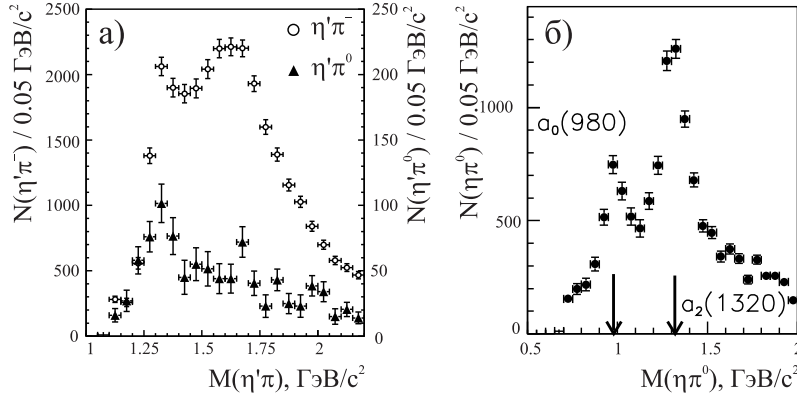 а)
η'π⁻
η'π⁰
N(η'π⁻) / 0.05 ГэВ/c²
2500
2000
1500
1000
500
0
N(η'π⁰) / 0.05 ГэВ/c²
250
200
150
100
50
0
1 1.25 1.5 1.75 2
M(η'π), ГэВ/c²
б)
N(ηπ⁰) / 0.05 ГэВ/c²
1000
500
0
a₀(980)
a₂(1320)
0.5 1 1.5 2
M(ηπ⁰), ГэВ/c²